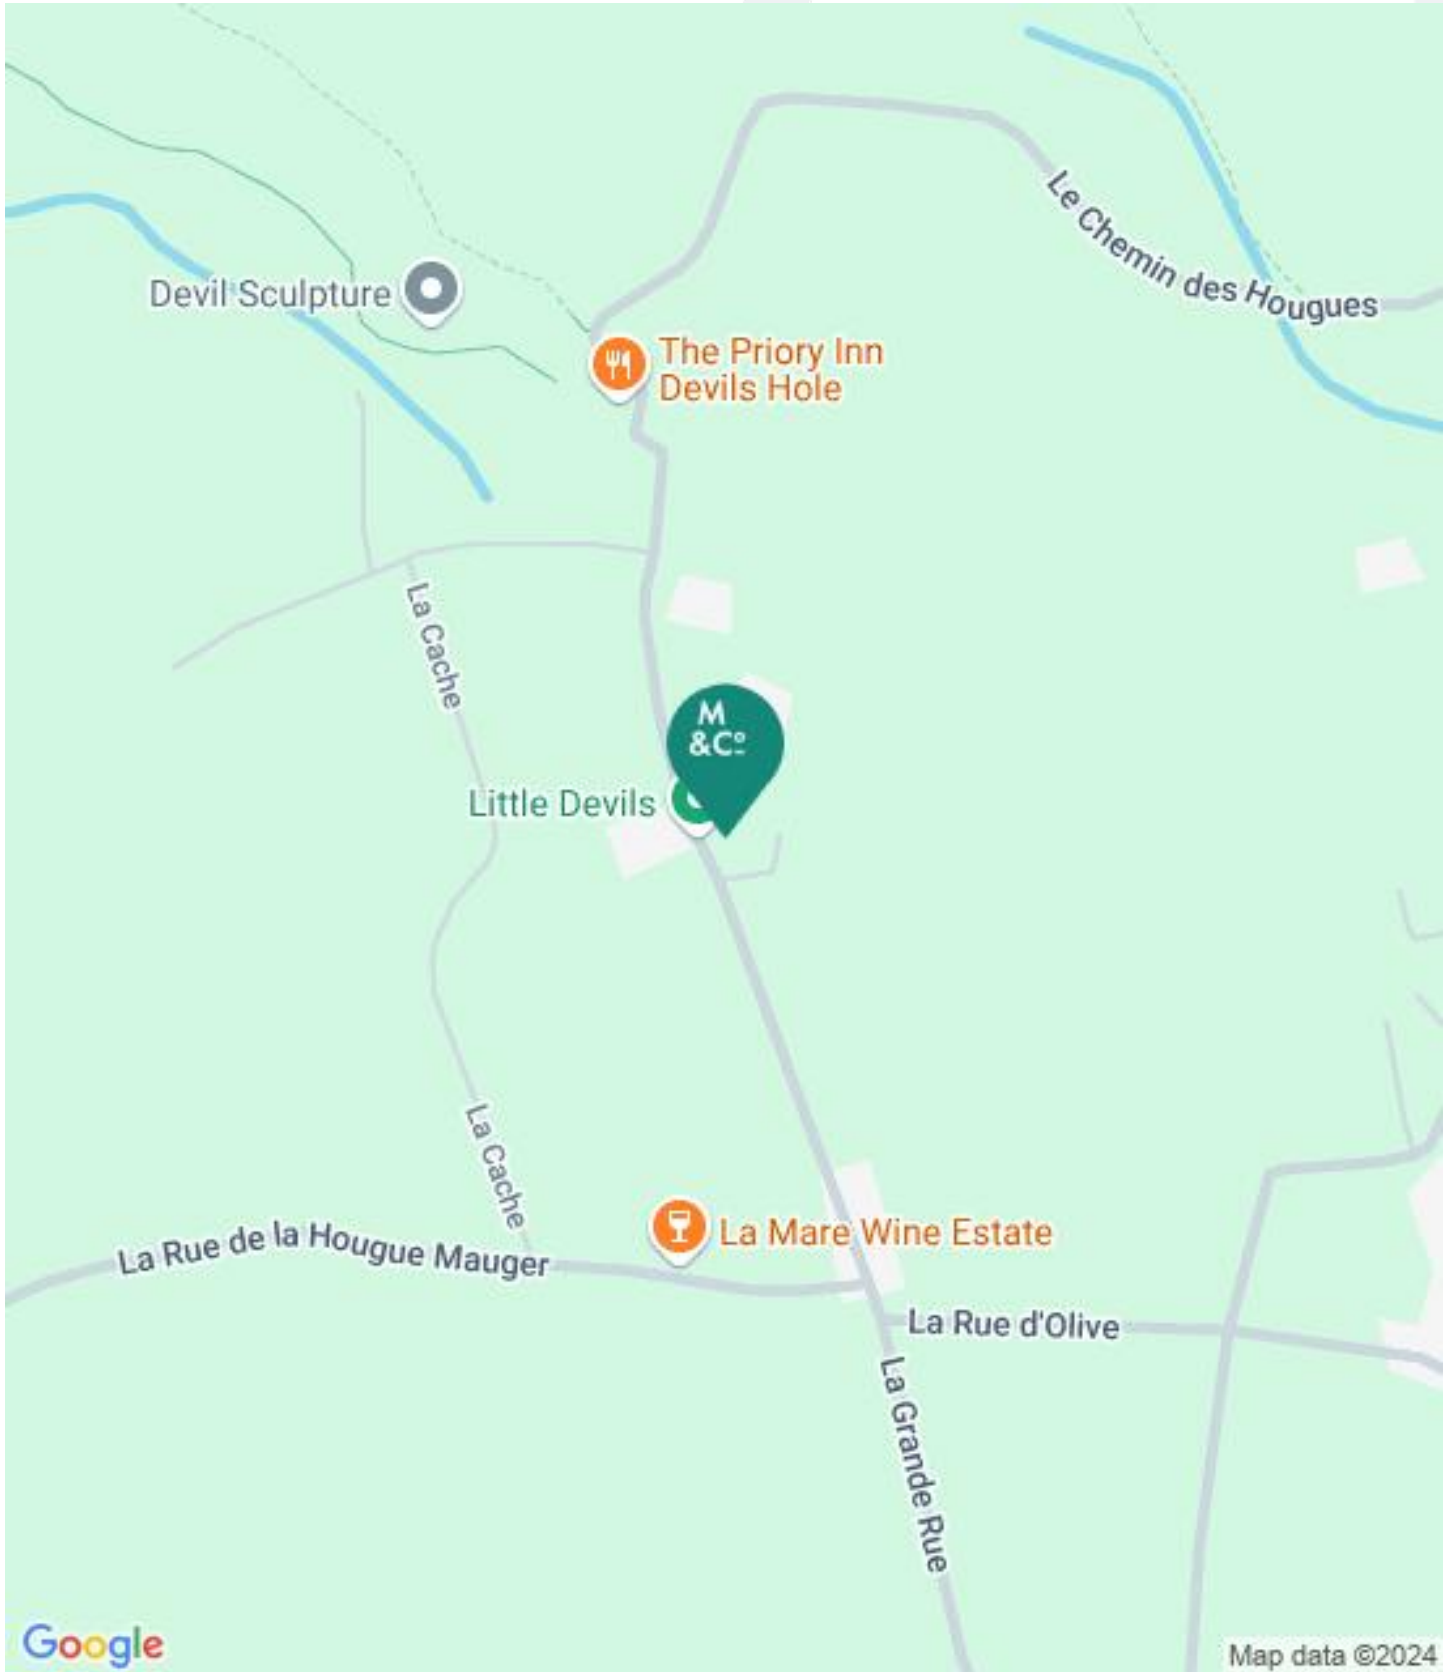 Le Chemin des Hougues
Devil Sculpture
The Priory Inn
Devils Hole
La Cache
M
&Cº
Little Devils
La Cache
La Mare Wine Estate
La Rue de la Hougue Mauger
La Rue d'Olive
La Grande Rue
Google
Map data ©2024